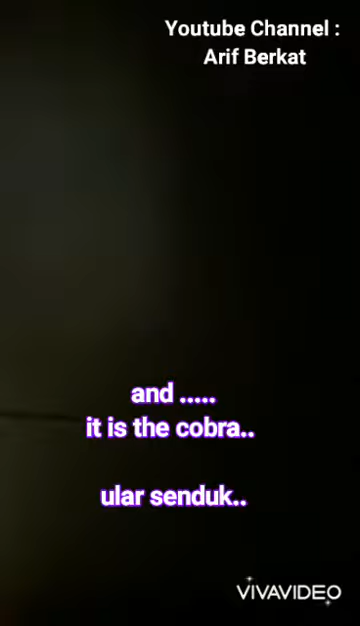 Youtube Channel :
Arif Berkat
and .....
it is the cobra..
ular senduk..
VIVAVIDEO